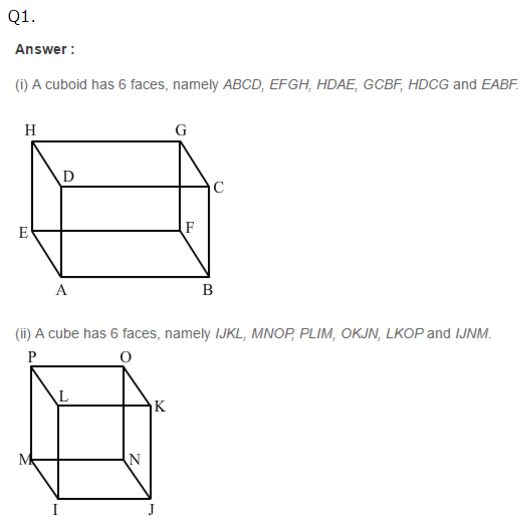 Q1.
Answer :
(i) A cuboid has 6 faces, namely ABCD, EFGH, HDAE, GCBF, HDCG and EABF.
H G
D
C
E F
A B
(ii) A cube has 6 faces, namely IJKL, MNOP, PLIM, OKJN, LKOP and IJNM.
P O
L
K
M N
I J